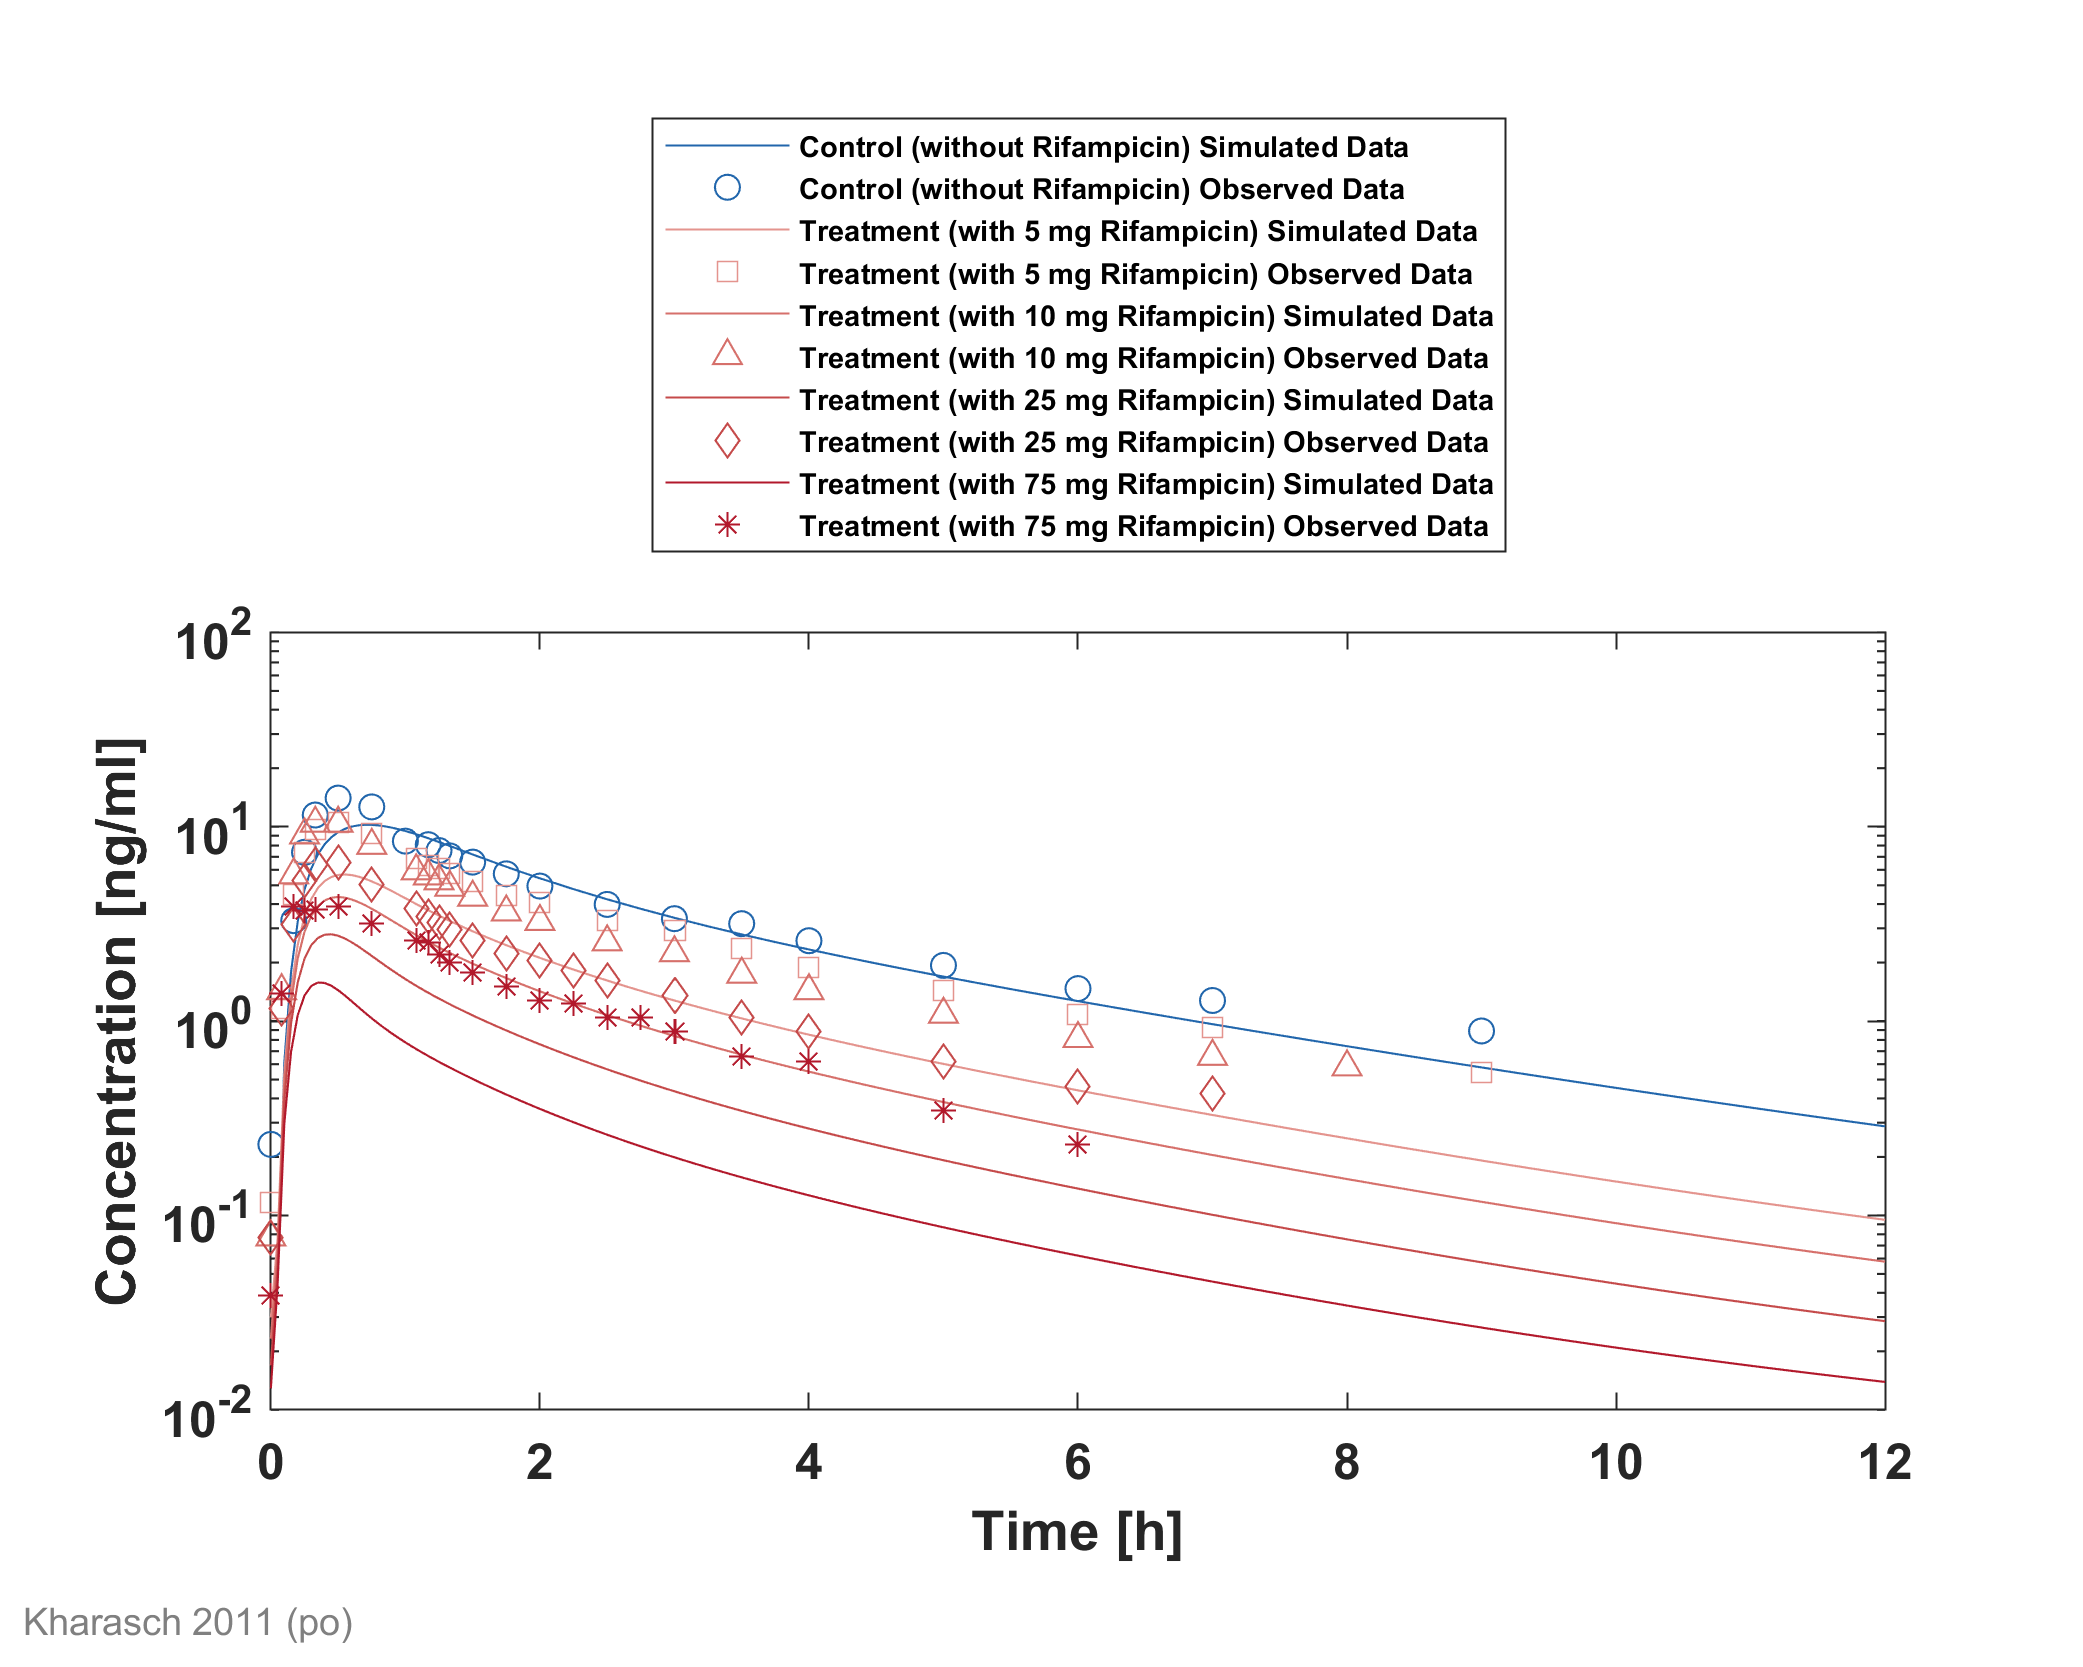 Control (without Rifampicin) Simulated Data
Control (without Rifampicin) Observed Data
Treatment (with 5 mg Rifampicin) Simulated Data
Treatment (with 5 mg Rifampicin) Observed Data
Treatment (with 10 mg Rifampicin) Simulated Data
Treatment (with 10 mg Rifampicin) Observed Data
Treatment (with 25 mg Rifampicin) Simulated Data
Treatment (with 25 mg Rifampicin) Observed Data
Treatment (with 75 mg Rifampicin) Simulated Data
Treatment (with 75 mg Rifampicin) Observed Data
10^2
10^1
10^0
10^-1
10^-2
Concentration [ng/ml]
0 2 4 6 8 10 12
Time [h]
Kharasch 2011 (po)